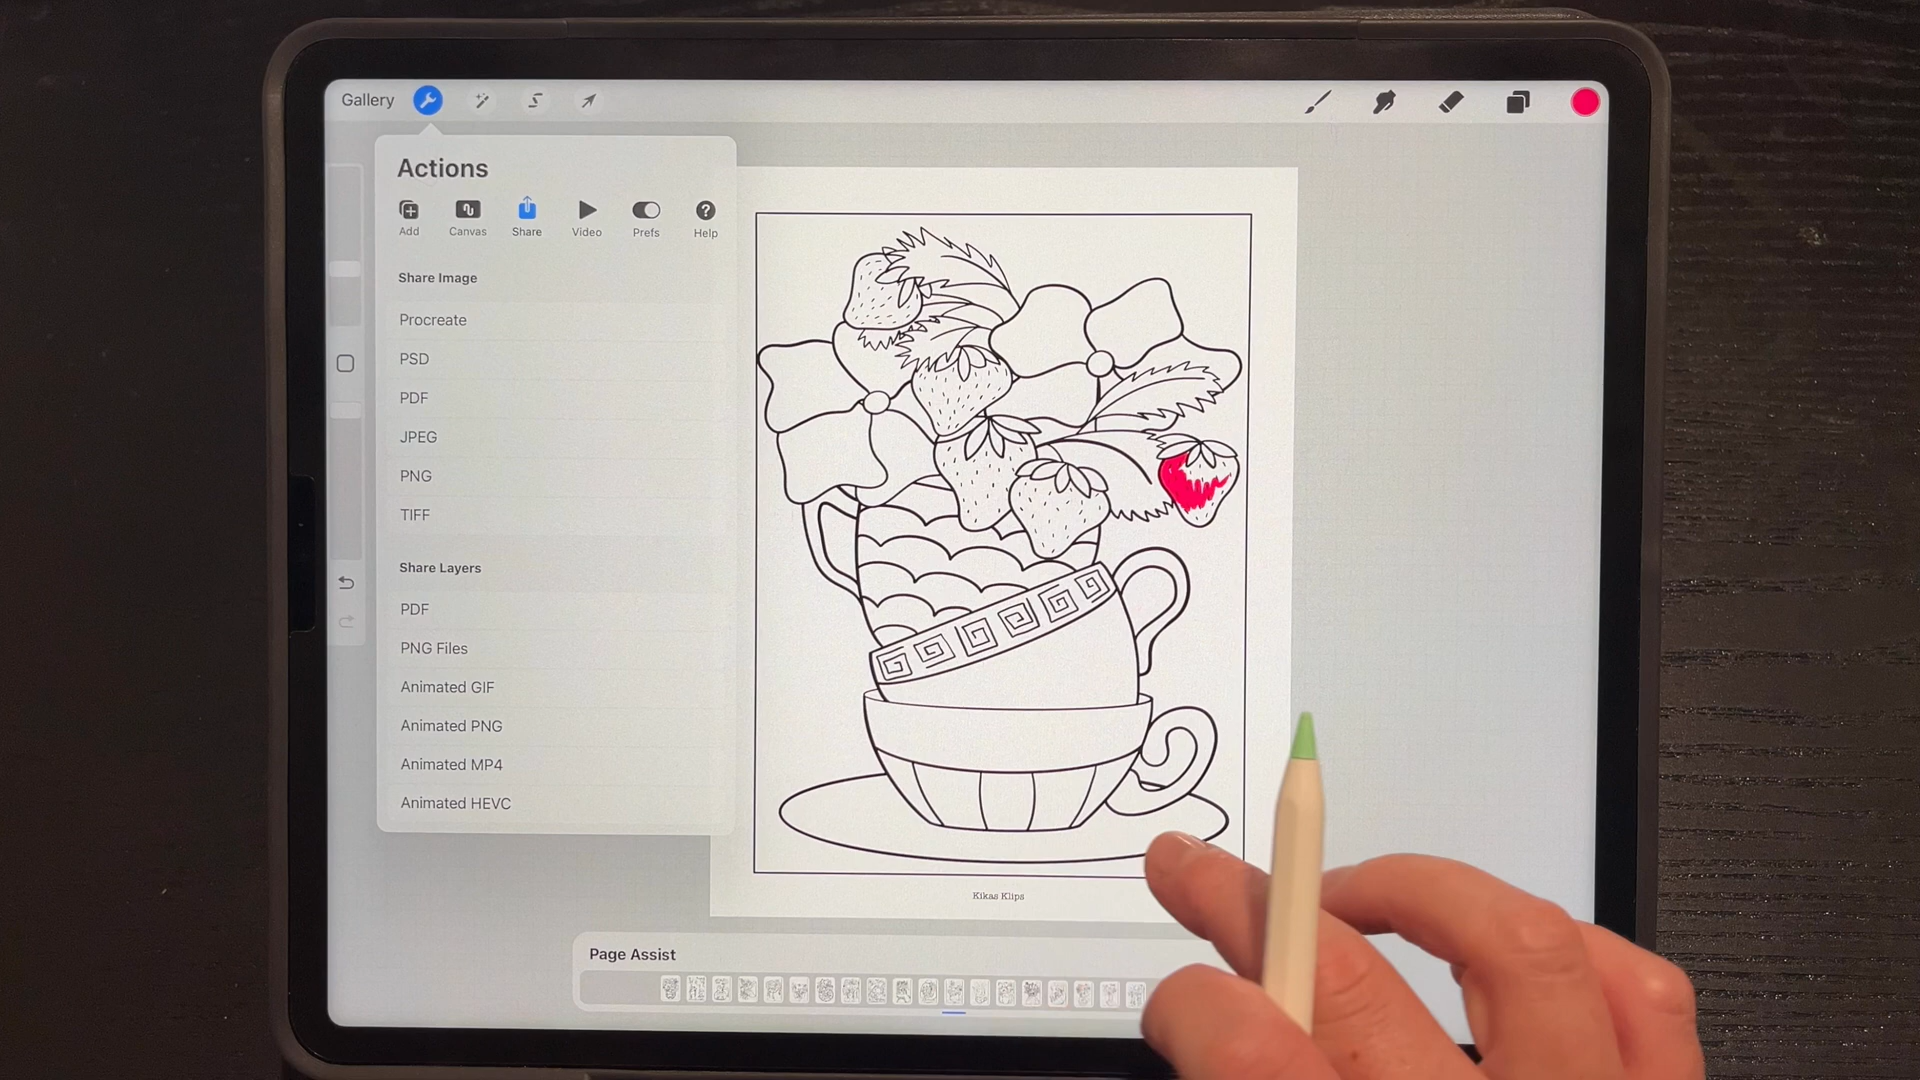 Gallery
Actions
Add
Canvas
Share
Video
Prefs
Help
Share Image
Procreate
PSD
PDF
JPEG
PNG
TIFF
Share Layers
PDF
PNG Files
Animated GIF
Animated PNG
Animated MP4
Animated HEVC
Kikas Klips
Page Assist